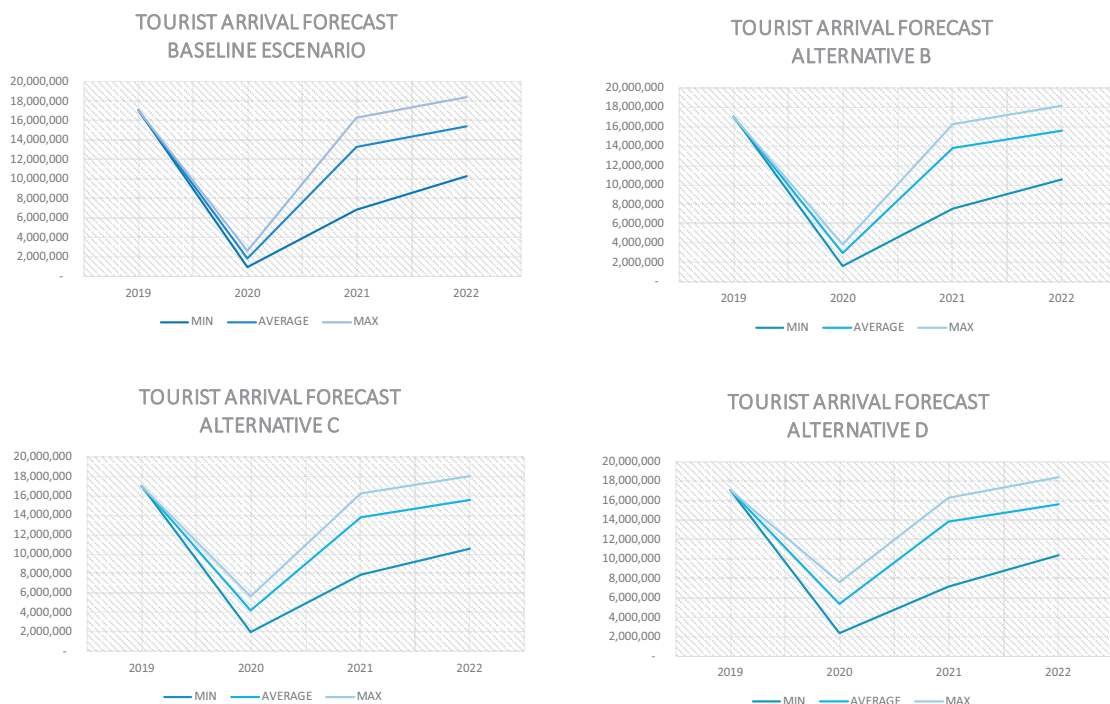 TOURIST ARRIVAL FORECAST
BASELINE ESCENARIO
20,000,000
18,000,000
16,000,000
14,000,000
12,000,000
10,000,000
8,000,000
6,000,000
4,000,000
2,000,000
-
2019 2020 2021 2022
MIN AVERAGE MAX
TOURIST ARRIVAL FORECAST
ALTERNATIVE B
20,000,000
18,000,000
16,000,000
14,000,000
12,000,000
10,000,000
8,000,000
6,000,000
4,000,000
2,000,000
-
2019 2020 2021 2022
MIN AVERAGE MAX
TOURIST ARRIVAL FORECAST
ALTERNATIVE C
20,000,000
18,000,000
16,000,000
14,000,000
12,000,000
10,000,000
8,000,000
6,000,000
4,000,000
2,000,000
-
2019 2020 2021 2022
MIN AVERAGE MAX
TOURIST ARRIVAL FORECAST
ALTERNATIVE D
20,000,000
18,000,000
16,000,000
14,000,000
12,000,000
10,000,000
8,000,000
6,000,000
4,000,000
2,000,000
-
2019 2020 2021 2022
MIN AVERAGE MAX